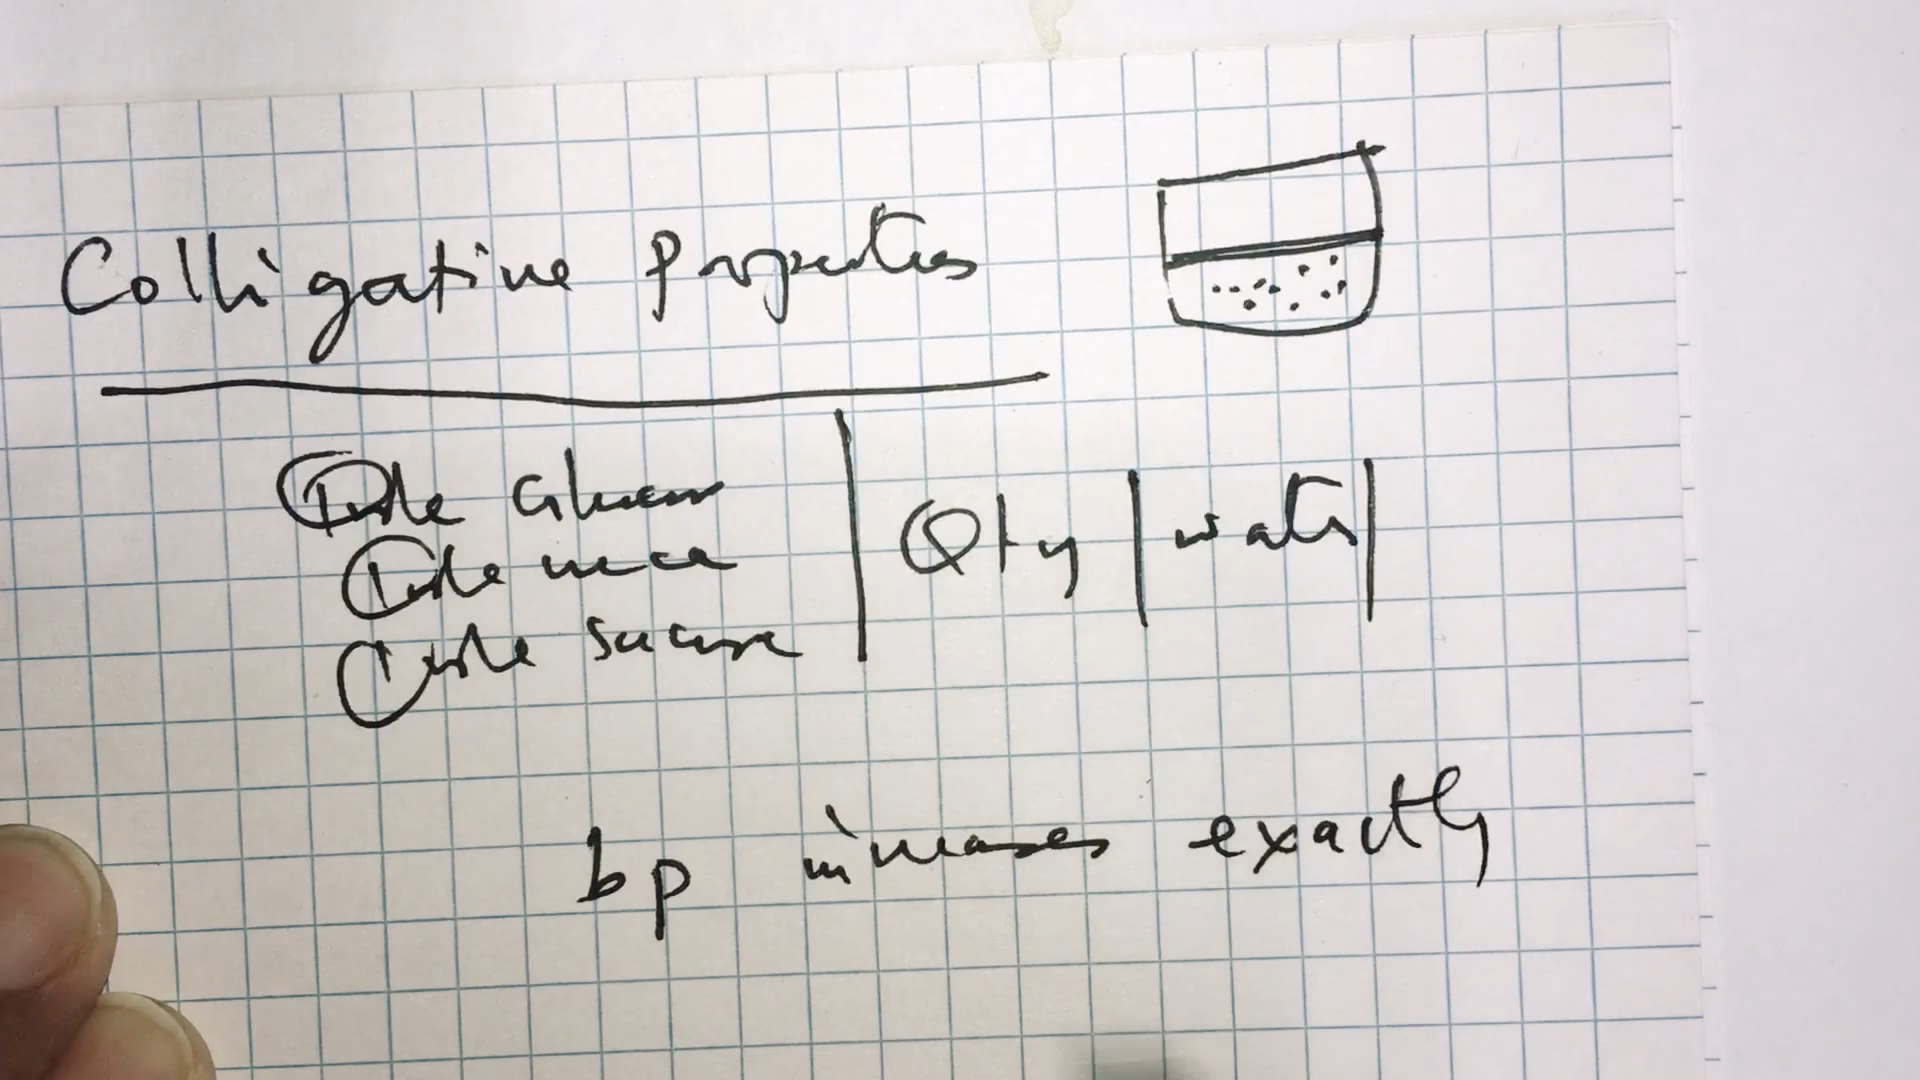 Colligative Properties
1 mole Glucose | Qty | water |
1 mole urea
1 mole sucrose
bp increases exactly